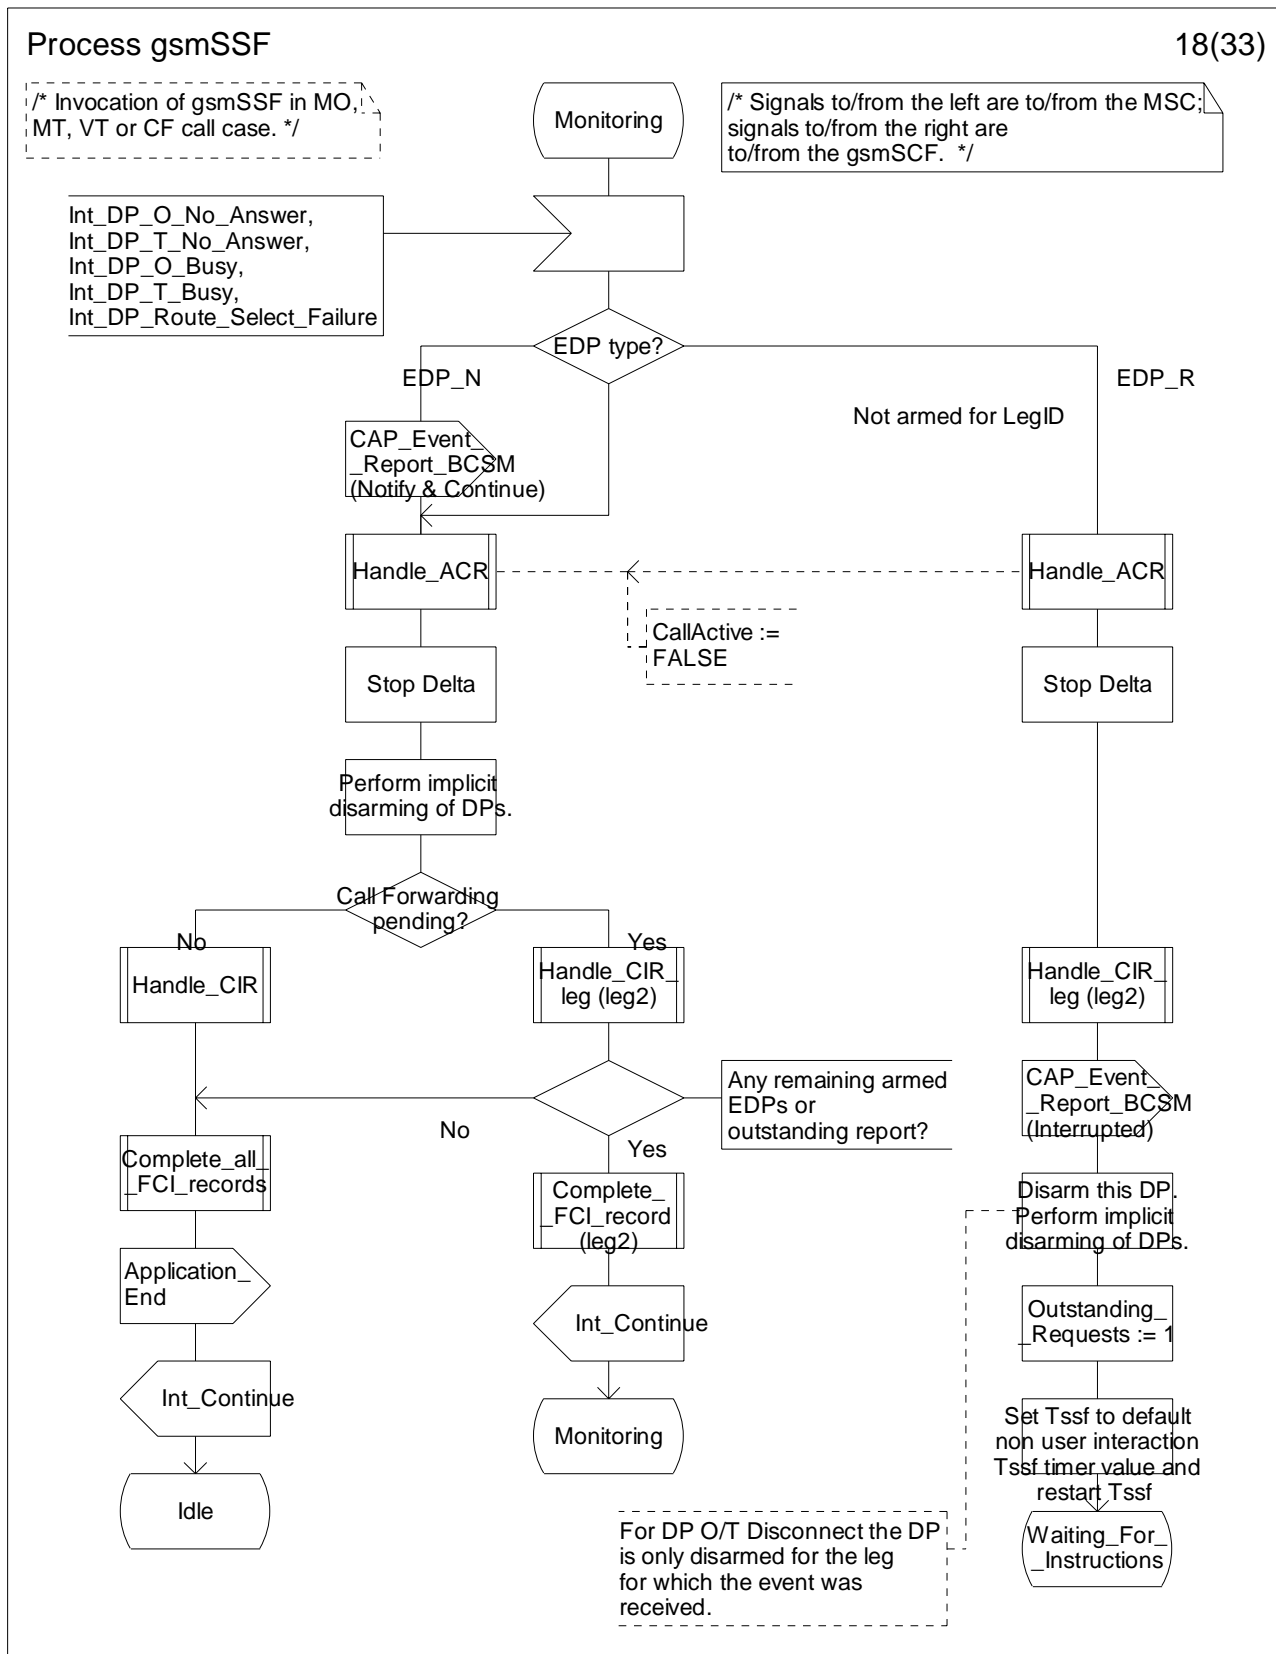 Process gsmSSF
18(33)
/* Invocation of gsmSSF in MO,
MT, VT or CF call case. */
Monitoring
/* Signals to/from the left are to/from the MSC;
signals to/from the right are
to/from the gsmSCF.  */
Int_DP_O_No_Answer,
Int_DP_T_No_Answer,
Int_DP_O_Busy,
Int_DP_T_Busy,
Int_DP_Route_Select_Failure
EDP type?
EDP_N
EDP_R
Not armed for LegID
CAP_Event_
_Report_BCSM
(Notify & Continue)
Handle_ACR
Handle_ACR
CallActive :=
FALSE
Stop Delta
Stop Delta
Perform implicit
disarming of DPs.
Call Forwarding
pending?
No
Yes
Handle_CIR
Handle_CIR_
leg (leg2)
Handle_CIR_
leg (leg2)
Any remaining armed
EDPs or
outstanding report?
No
Yes
CAP_Event_
_Report_BCSM
(Interrupted)
Complete_all_
_FCI_records
Complete_
_FCI_record
(leg2)
Disarm this DP.
Perform implicit
disarming of DPs.
Application_
End
Int_Continue
Outstanding_
_Requests := 1
Int_Continue
Monitoring
Set Tssf to default
non user interaction
Tssf timer value and
restart Tssf
Idle
For DP O/T Disconnect the DP
is only disarmed for the leg
for which the event was
received.
Waiting_For_
_Instructions